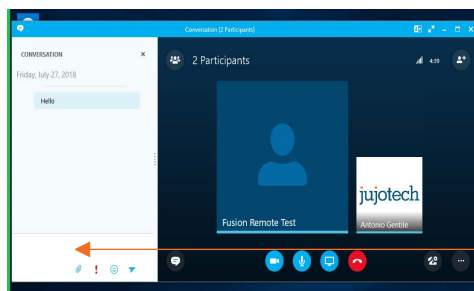 Conversation (2 Participants)
CONVERSATION
Friday, July 27, 2018
Hello
2 Participants
4:39
Fusion Remote Test
jujotech
Antonio Gentile